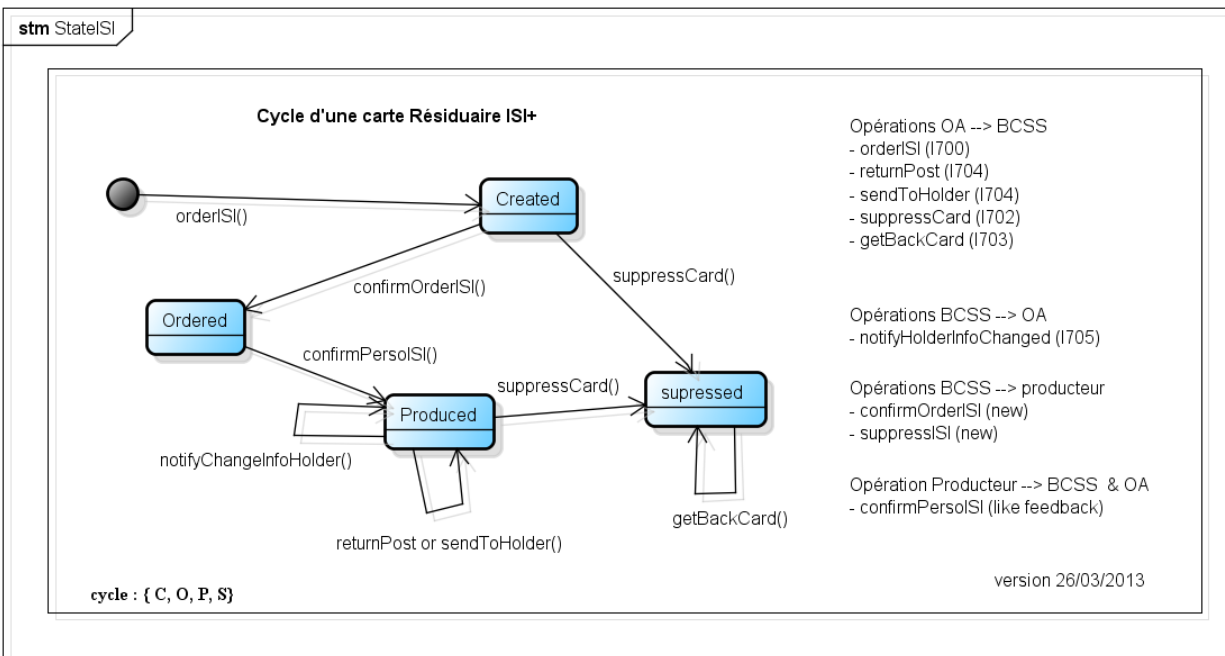 stm StateISI
Cycle d'une carte Résiduaire ISI+
Opérations OA --> BCSS
- orderISI (I700)
- returnPost (I704)
- sendToHolder (I704)
- suppressCard (I702)
- getBackCard (I703)
Created
orderISI()
suppressCard()
confirmOrderISI()
Ordered
Opérations BCSS --> OA
- notifyHolderInfoChanged (I705)
confirmPersoISI()
suppressCard()
supressed
Produced
Opérations BCSS --> producteur
- confirmOrderISI (new)
- suppressISI (new)
notifyChangeInfoHolder()
Opération Producteur --> BCSS & OA
- confirmPersoISI (like feedback)
getBackCard()
returnPost or sendToHolder()
version 26/03/2013
cycle : { C, O, P, S}